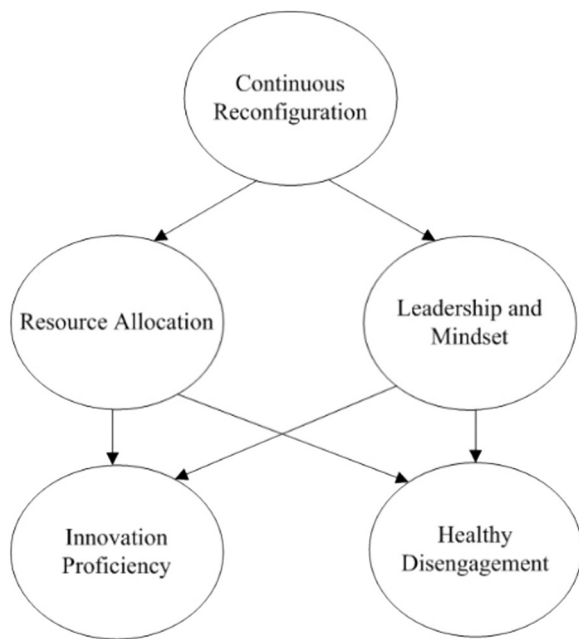 Continuous
Reconfiguration
Resource Allocation
Leadership and
Mindset
Innovation
Proficiency
Healthy
Disengagement